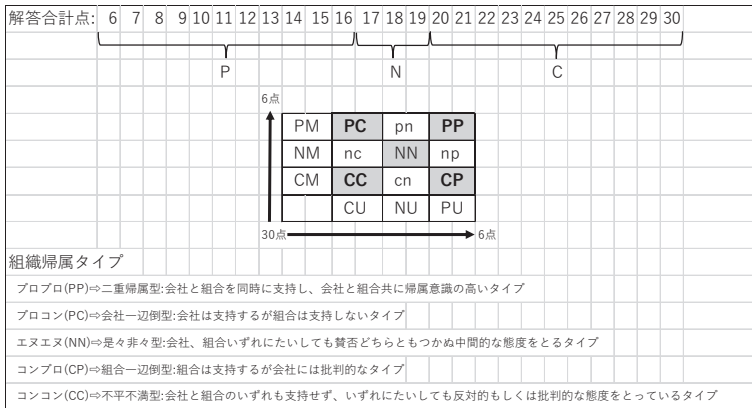 解答合計点: 6 7 8 9 10 11 12 13 14 15 16 17 18 19 20 21 22 23 24 25 26 27 28 29 30
P N C
6点
PM PC pn PP
NM nc NN np
CM CC cn CP
CU NU PU
30点 6点
組織帰属タイプ
プロプロ(PP)⇨二重帰属型:会社と組合を同時に支持し、会社と組合共に帰属意識の高いタイプ
プロコン(PC)⇨会社一辺倒型:会社は支持するが組合は支持しないタイプ
エヌエヌ(NN)⇨是々非々型:会社、組合いずれにたいしても賛否どちらともつかぬ中間的な態度をとるタイプ
コンプロ(CP)⇨組合一辺倒型:組合は支持するが会社には批判的なタイプ
コンコン(CC)⇨不平不満型:会社と組合のいずれも支持せず、いずれにたいしても反対的もしくは批判的な態度をとっているタイプ